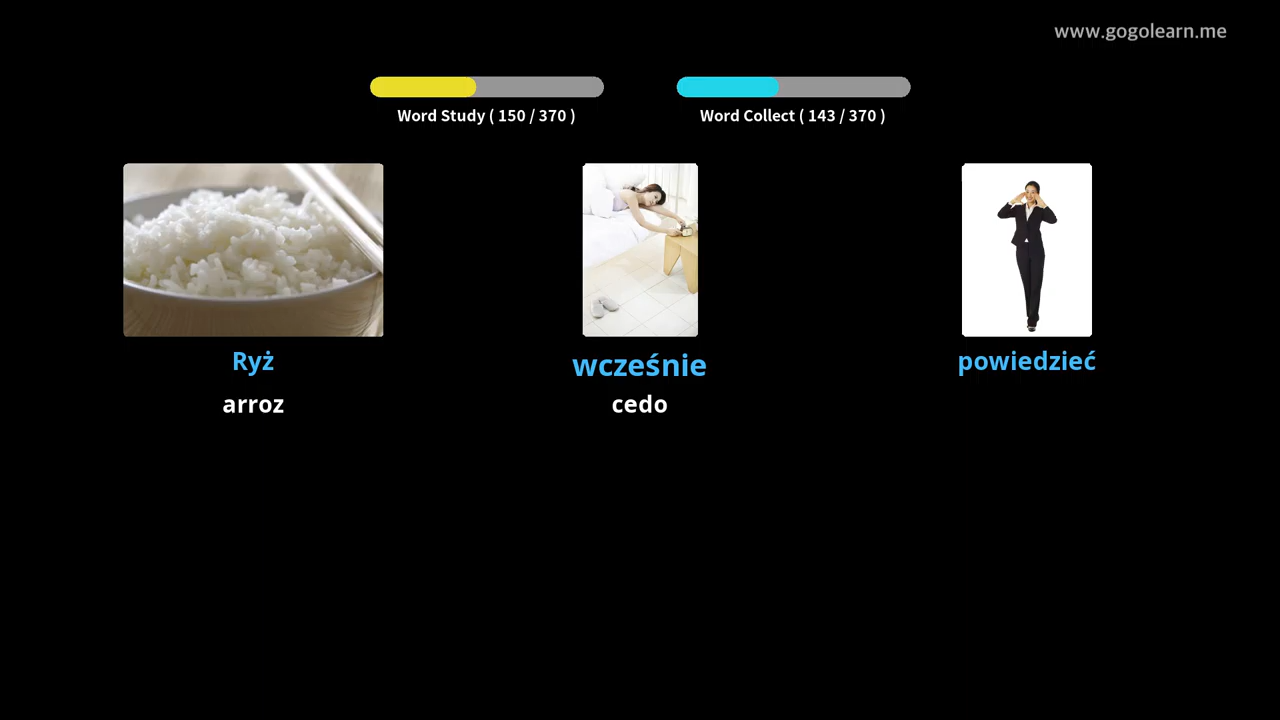 www.gogolearn.me
Word Study ( 150 / 370 )
Word Collect ( 143 / 370 )
Ryż
wcześnie
powiedzieć
arroz
cedo